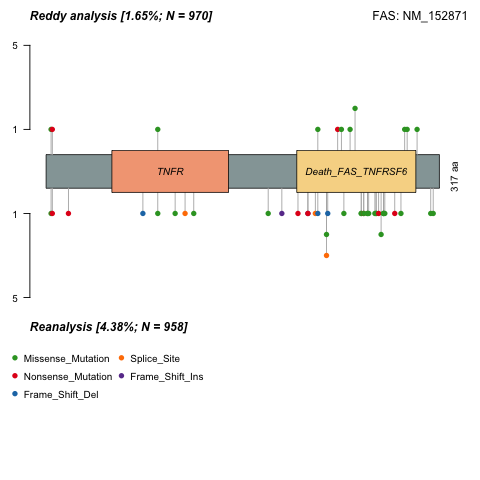 Reddy analysis [1.65%; N = 970]
FAS: NM_152871
5
1
TNFR
Death_FAS_TNFRSF6
317 aa
1
5
Reanalysis [4.38%; N = 958]
Missense_Mutation
Splice_Site
Nonsense_Mutation
Frame_Shift_Ins
Frame_Shift_Del